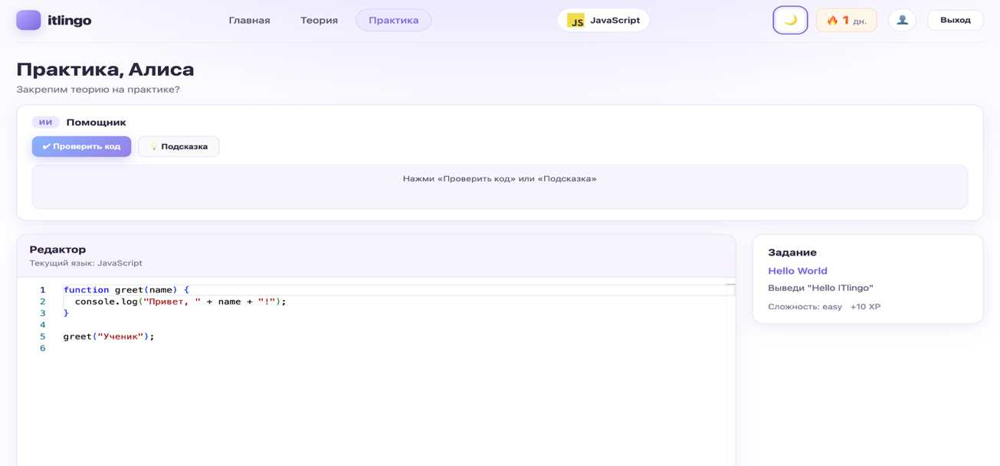 itlingo
Главная Теория Практика
JS JavaScript
1 дн.
Выход
Практика, Алиса
Закрепим теорию на практике?
ИИ Помощник
Проверить код
Подсказка
Нажми «Проверить код» или «Подсказка»
Редактор
Текущий язык: JavaScript
1 function greet(name) {
2 console.log("Привет, " + name + "!");
3 }
4
5 greet("Ученик");
6
Задание
Hello World
Выведи "Hello ITlingo"
Сложность: easy +10 XP